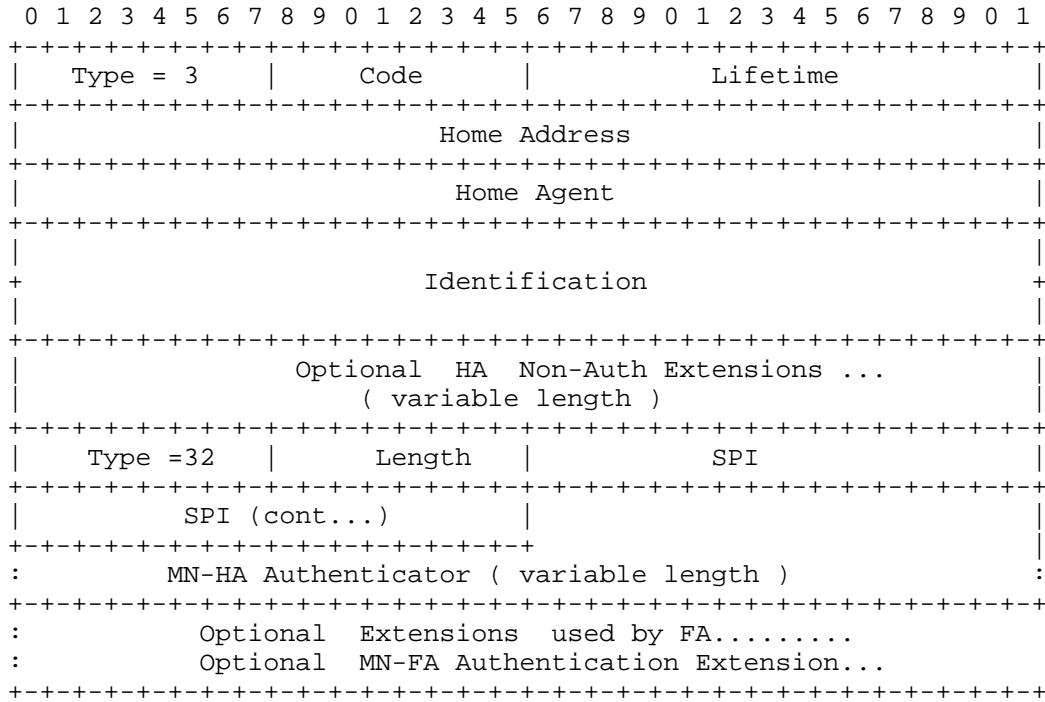 0 1 2 3 4 5 6 7 8 9 0 1 2 3 4 5 6 7 8 9 0 1 2 3 4 5 6 7 8 9 0 1
+-+-+-+-+-+-+-+-+-+-+-+-+-+-+-+-+-+-+-+-+-+-+-+-+-+-+-+-+-+-+-+-+
| Type = 3 | Code | Lifetime |
+-+-+-+-+-+-+-+-+-+-+-+-+-+-+-+-+-+-+-+-+-+-+-+-+-+-+-+-+-+-+-+-+
| Home Address |
+-+-+-+-+-+-+-+-+-+-+-+-+-+-+-+-+-+-+-+-+-+-+-+-+-+-+-+-+-+-+-+-+
| Home Agent |
+-+-+-+-+-+-+-+-+-+-+-+-+-+-+-+-+-+-+-+-+-+-+-+-+-+-+-+-+-+-+-+-+
| |
+ Identification +
| |
+-+-+-+-+-+-+-+-+-+-+-+-+-+-+-+-+-+-+-+-+-+-+-+-+-+-+-+-+-+-+-+-+
| Optional HA Non-Auth Extensions ... |
| ( variable length ) |
+-+-+-+-+-+-+-+-+-+-+-+-+-+-+-+-+-+-+-+-+-+-+-+-+-+-+-+-+-+-+-+-+
| Type =32 | Length | SPI |
+-+-+-+-+-+-+-+-+-+-+-+-+-+-+-+-+-+-+-+-+-+-+-+-+-+-+-+-+-+-+-+-+
| SPI (cont...) | |
+-+-+-+-+-+-+-+-+-+-+-+-+-+-+-+-+ |
: MN-HA Authenticator ( variable length ) :
+-+-+-+-+-+-+-+-+-+-+-+-+-+-+-+-+-+-+-+-+-+-+-+-+-+-+-+-+-+-+-+-+
: Optional Extensions used by FA.........
: Optional MN-FA Authentication Extension...
+-+-+-+-+-+-+-+-+-+-+-+-+-+-+-+-+-+-+-+-+-+-+-+-+-+-+-+-+-+-+-+-+